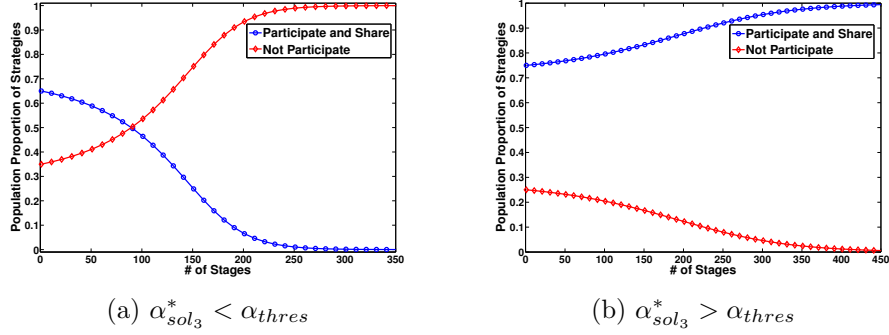 Population Proportion of Strategies
1
0.9
0.8
0.7
0.6
0.5
0.4
0.3
0.2
0.1
0
Participate and Share
Not Participate
0 50 100 150 200 250 300 350
# of Stages
(a) α*sol3 < αthres
Population Proportion of Strategies
1
0.9
0.8
0.7
0.6
0.5
0.4
0.3
0.2
0.1
0
Participate and Share
Not Participate
0 50 100 150 200 250 300 350 400 450
# of Stages
(b) α*sol3 > αthres